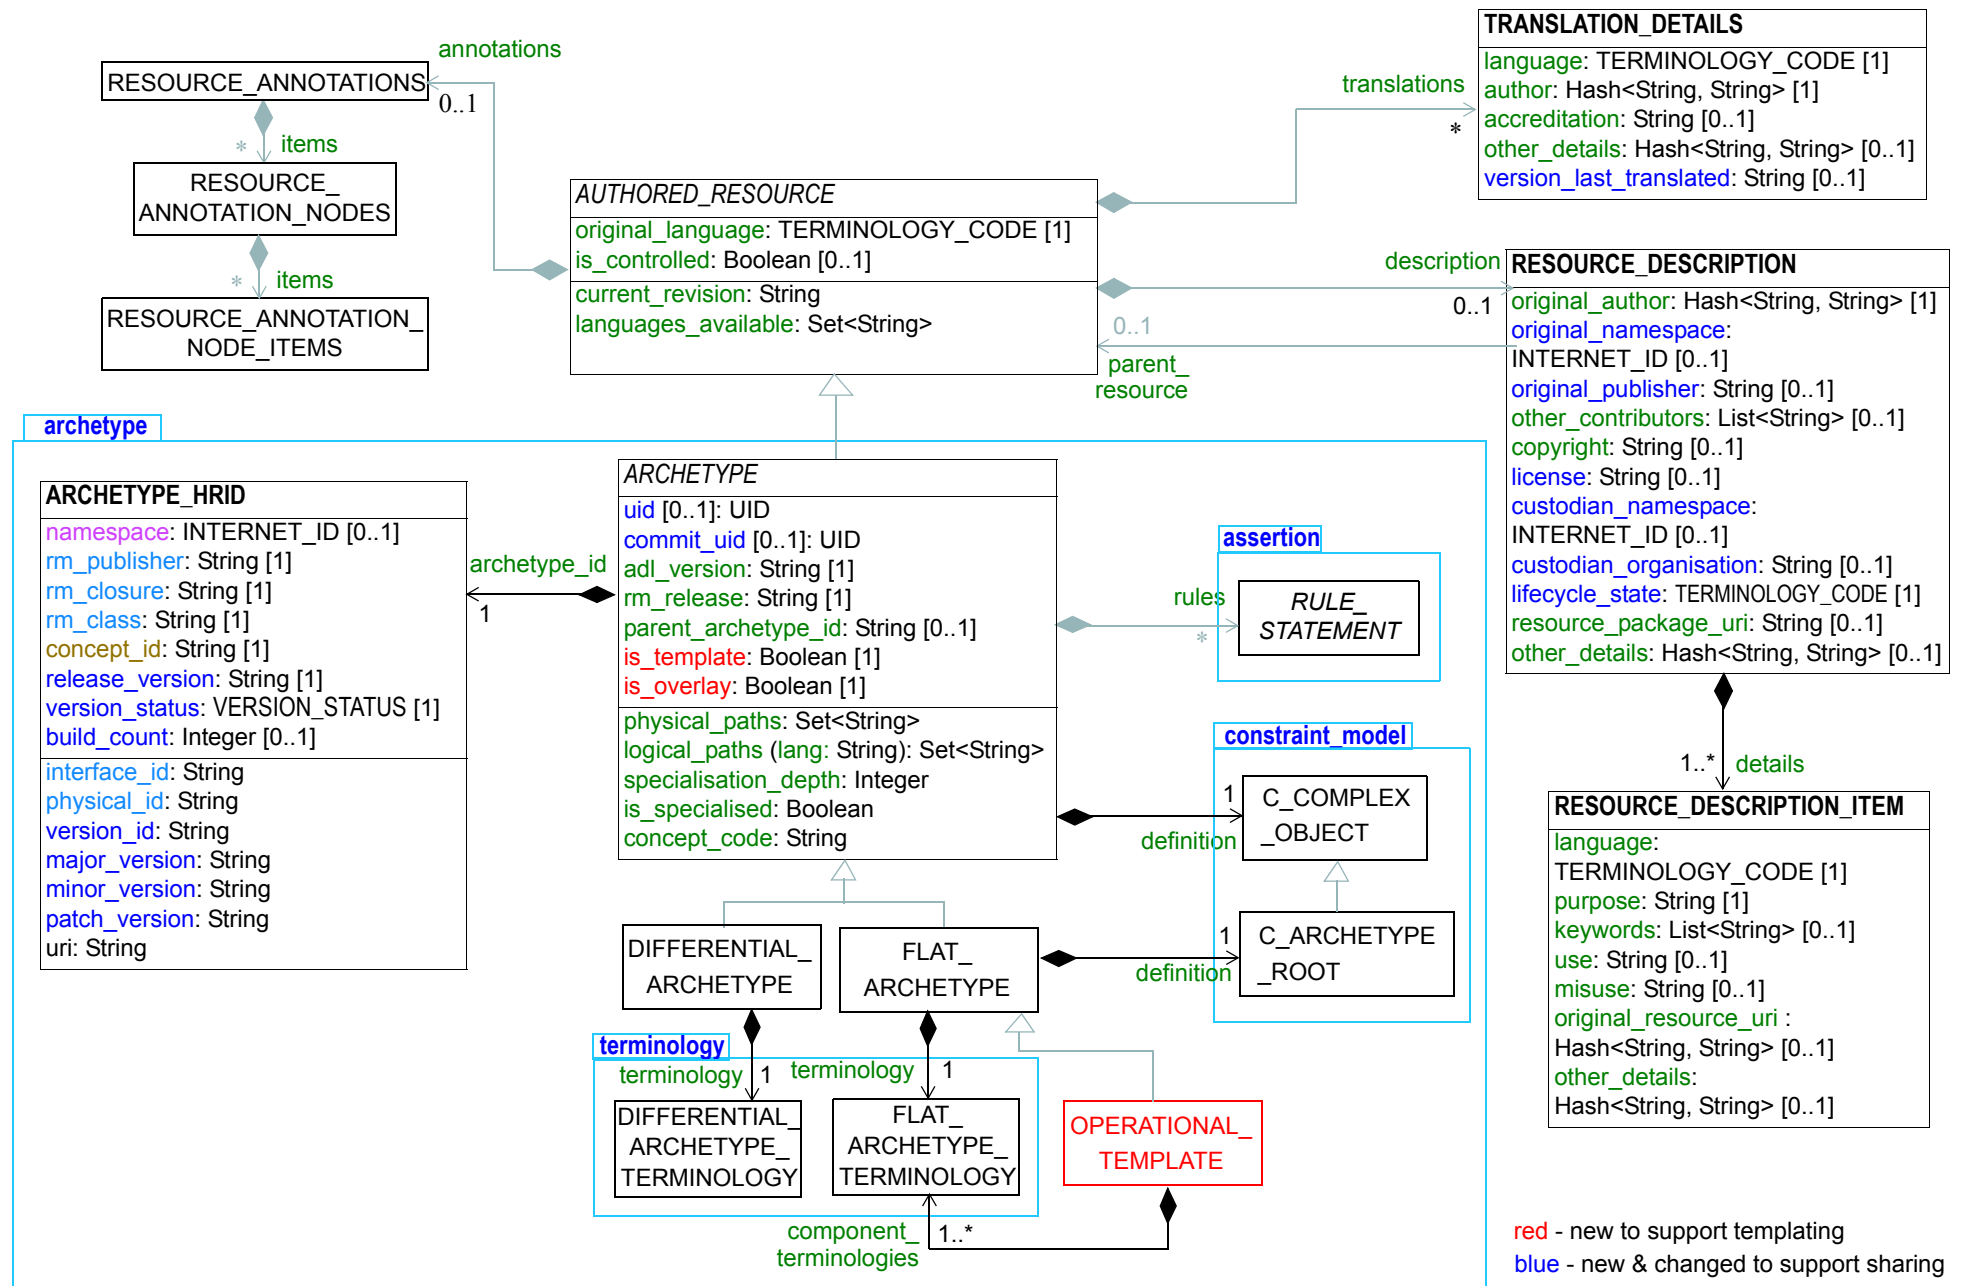 annotations
RESOURCE_ANNOTATIONS
0..1
*
items
RESOURCE_
ANNOTATION_NODES
*
items
RESOURCE_ANNOTATION_
NODE_ITEMS
AUTHORED_RESOURCE
original_language: TERMINOLOGY_CODE [1]
is_controlled: Boolean [0..1]
current_revision: String
languages_available: Set<String>
translations
*
TRANSLATION_DETAILS
language: TERMINOLOGY_CODE [1]
author: Hash<String, String> [1]
accreditation: String [0..1]
other_details: Hash<String, String> [0..1]
version_last_translated: String [0..1]
description
0..1
0..1
parent_
resource
RESOURCE_DESCRIPTION
original_author: Hash<String, String> [1]
original_namespace:
INTERNET_ID [0..1]
original_publisher: String [0..1]
other_contributors: List<String> [0..1]
copyright: String [0..1]
license: String [0..1]
custodian_namespace:
INTERNET_ID [0..1]
custodian_organisation: String [0..1]
lifecycle_state: TERMINOLOGY_CODE [1]
resource_package_uri: String [0..1]
other_details: Hash<String, String> [0..1]
1..*
details
RESOURCE_DESCRIPTION_ITEM
language:
TERMINOLOGY_CODE [1]
purpose: String [1]
keywords: List<String> [0..1]
use: String [0..1]
misuse: String [0..1]
original_resource_uri :
Hash<String, String> [0..1]
other_details:
Hash<String, String> [0..1]
archetype
ARCHETYPE_HRID
namespace: INTERNET_ID [0..1]
rm_publisher: String [1]
rm_closure: String [1]
rm_class: String [1]
concept_id: String [1]
release_version: String [1]
version_status: VERSION_STATUS [1]
build_count: Integer [0..1]
interface_id: String
physical_id: String
version_id: String
major_version: String
minor_version: String
patch_version: String
uri: String
archetype_id
1
ARCHETYPE
uid [0..1]: UID
commit_uid [0..1]: UID
adl_version: String [1]
rm_release: String [1]
parent_archetype_id: String [0..1]
is_template: Boolean [1]
is_overlay: Boolean [1]
physical_paths: Set<String>
logical_paths (lang: String): Set<String>
specialisation_depth: Integer
is_specialised: Boolean
concept_code: String
assertion
rules
*
RULE_
STATEMENT
constraint_model
1
definition
C_COMPLEX
_OBJECT
1
definition
C_ARCHETYPE
_ROOT
DIFFERENTIAL_
ARCHETYPE
FLAT_
ARCHETYPE
terminology
terminology
1
terminology
1
DIFFERENTIAL_
ARCHETYPE_
TERMINOLOGY
FLAT_
ARCHETYPE_
TERMINOLOGY
OPERATIONAL_
TEMPLATE
component_
terminologies
1..*
red - new to support templating
blue - new & changed to support sharing